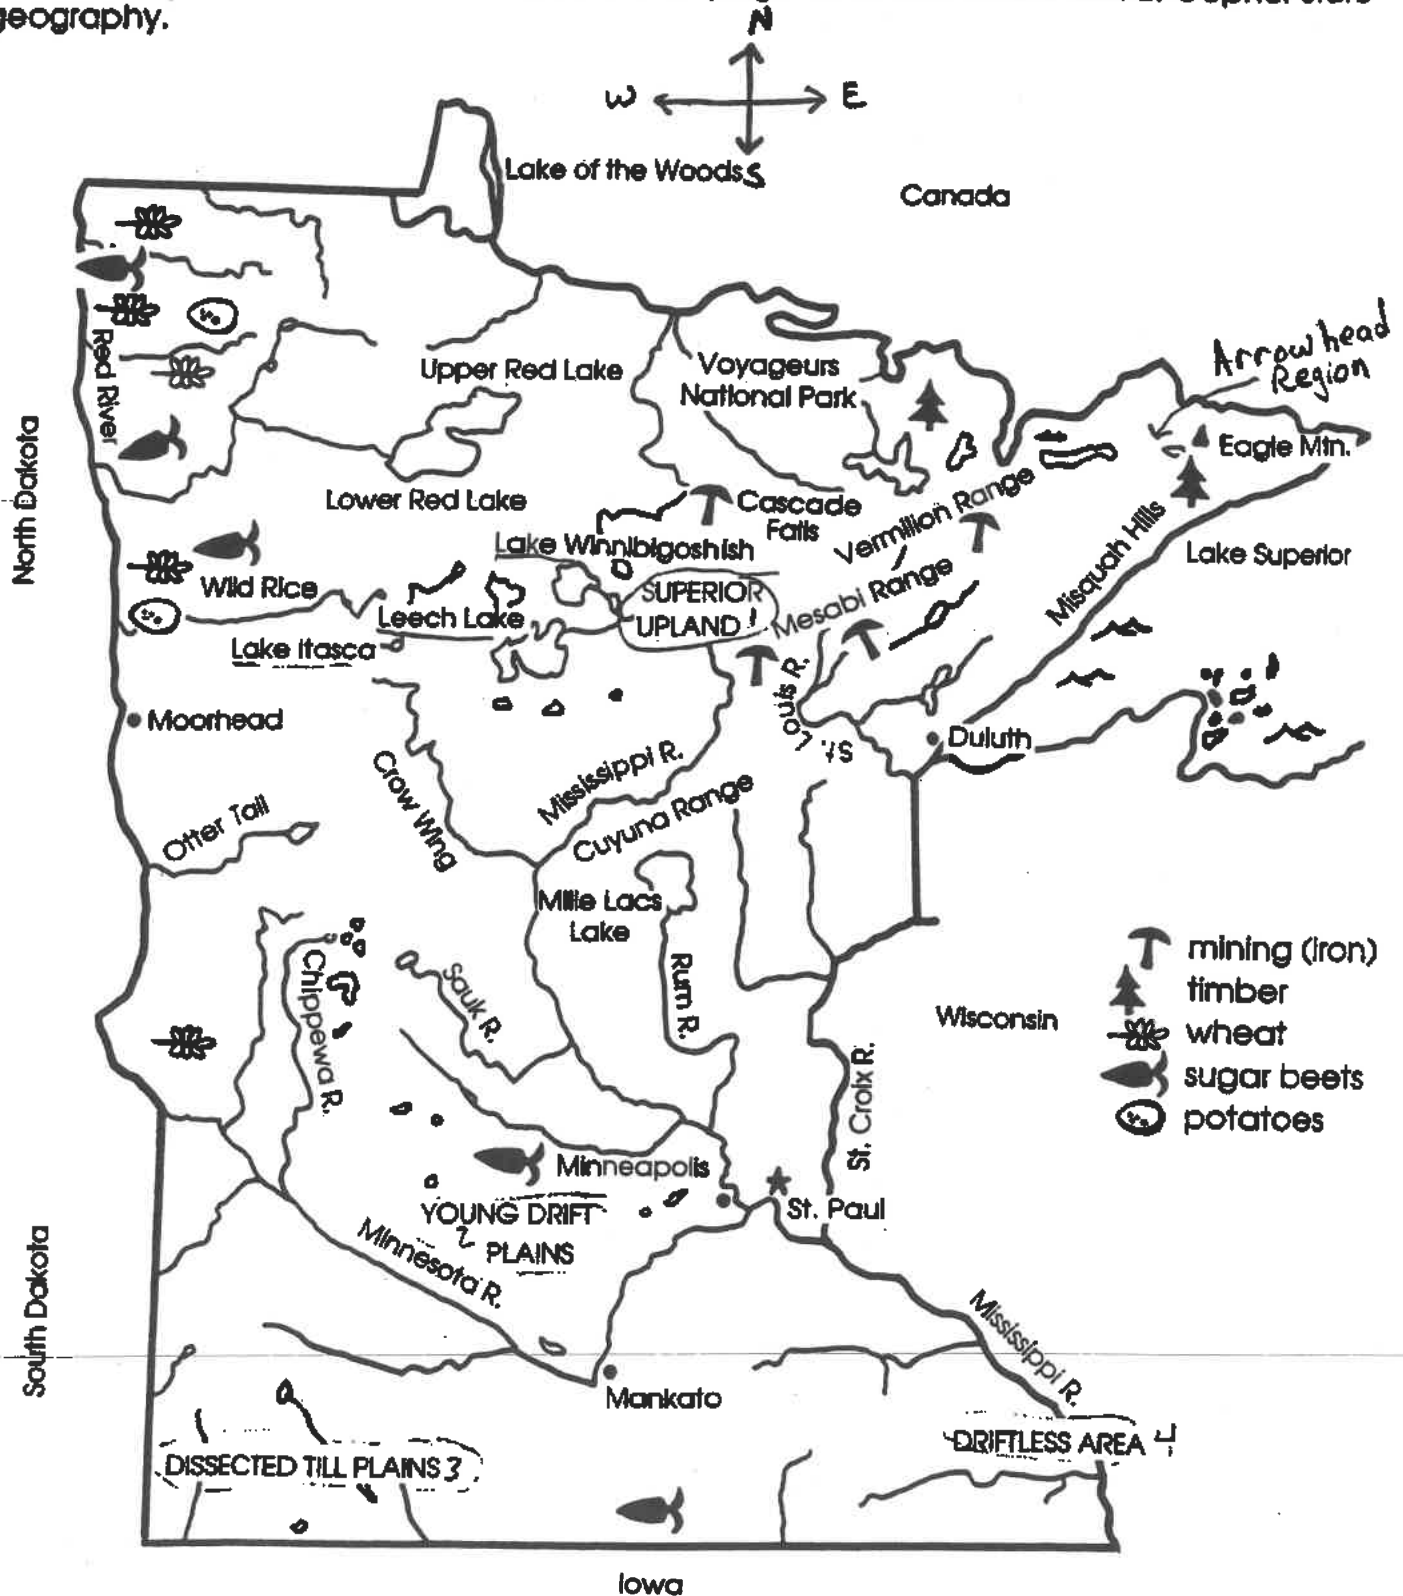 geography.
N
W
E
S
Lake of the Woods
Canada
Arrowhead
Region
Red River
Upper Red Lake
Voyageurs
National Park
Eagle Mtn.
North Dakota
Lower Red Lake
Cascade
Falls
Vermilion Range
Misquah Hills
Lake Superior
Lake Winnibigoshish
Wild Rice
Leech Lake
SUPERIOR
UPLAND 1
Mesabi Range
Lake Itasca
St. Louis R.
Moorhead
Duluth
Crow Wing
Mississippi R.
Cuyuna Range
Otter Tail
Mille Lacs
Lake
Chippewa R.
Sauk R.
Rum R.
mining (iron)
timber
wheat
sugar beets
potatoes
Wisconsin
St. Croix R.
Minneapolis
St. Paul
YOUNG DRIFT
2
PLAINS
Minnesota R.
South Dakota
Mississippi R.
Mankato
DRIFTLESS AREA 4
DISSECTED TILL PLAINS 3
Iowa